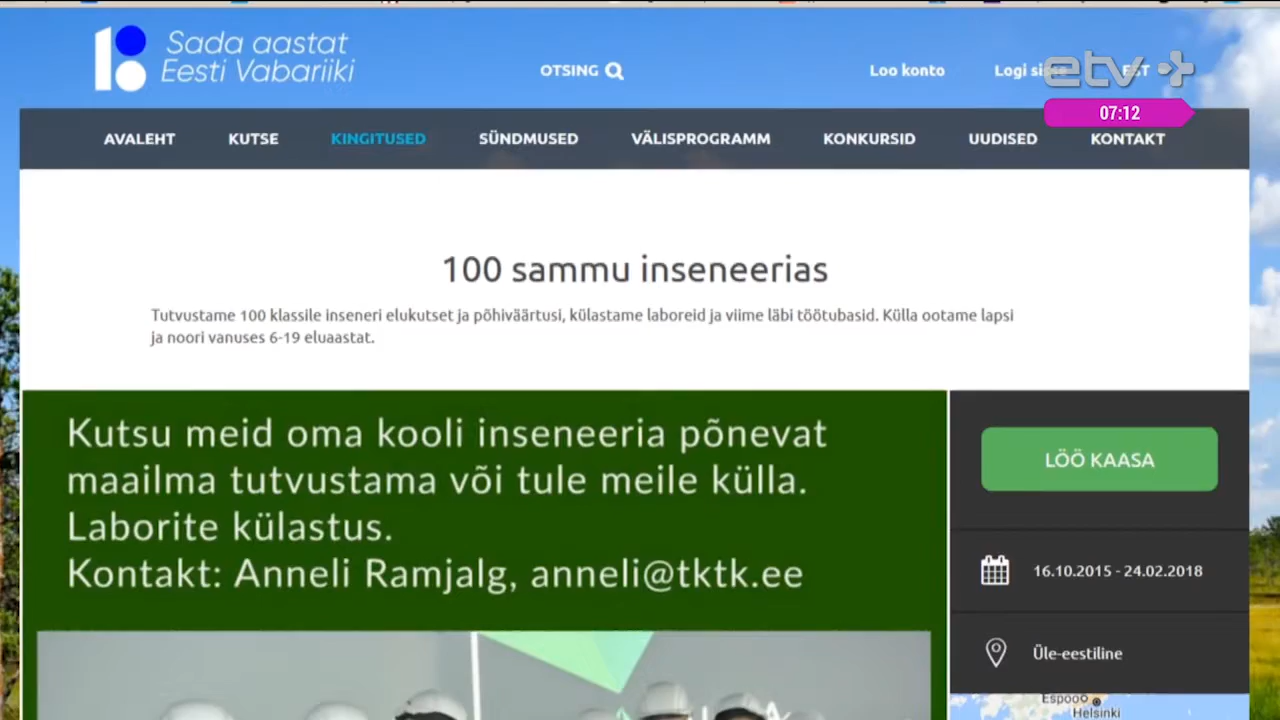 Sada aastat
Eesti Vabariiki
OTSING
Loo konto
Logi
EST
etv+
07:12
AVALEHT KUTSE KINGITUSED SÜNDMUSED VÄLISPROGRAMM KONKURSID UUDISED KONTAKT
100 sammu inseneerias
Tutvustame 100 klassile inseneri elukutset ja põhiväärtusi, külastame laboreid ja viime läbi töötubasid. Külla ootame lapsi
ja noori vanuses 6-19 eluaastat.
Kutsu meid oma kooli inseneeria põnevat
maailma tutvustama või tule meile külla.
Laborite külastus.
Kontakt: Anneli Ramjalg, anneli@tktk.ee
LÖÖ KAASA
16.10.2015 - 24.02.2018
Üle-eestiline
Espoo
Helsinki